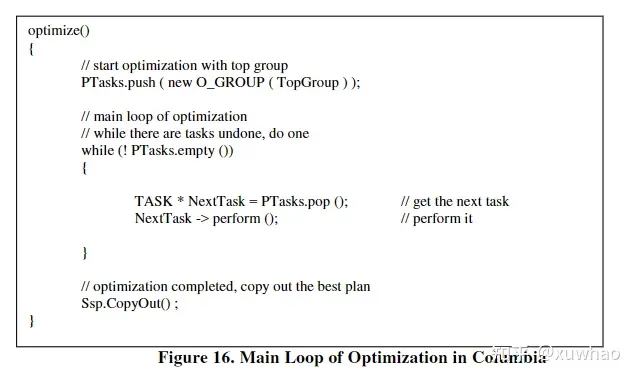 optimize()
{
// start optimization with top group
PTasks.push ( new O_GROUP ( TopGroup ) );
// main loop of optimization
// while there are tasks undone, do one
while (! PTasks.empty ())
{
TASK * NextTask = PTasks.pop (); // get the next task
NextTask -> perform (); // perform it
}
// optimization completed, copy out the best plan
Ssp.CopyOut() ;
}
知乎 @xuwhao
Figure 16. Main Loop of Optimization in Columbia